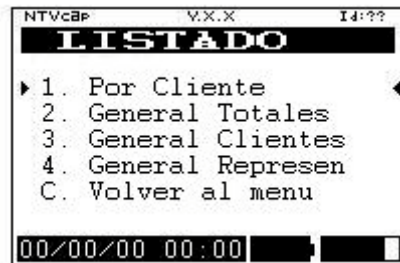 NTVcap V.X.X Id:??
LISTADO
1. Por Cliente
2. General Totales
3. General Clientes
4. General Represen
C. Volver al menu
00/00/00 00:00